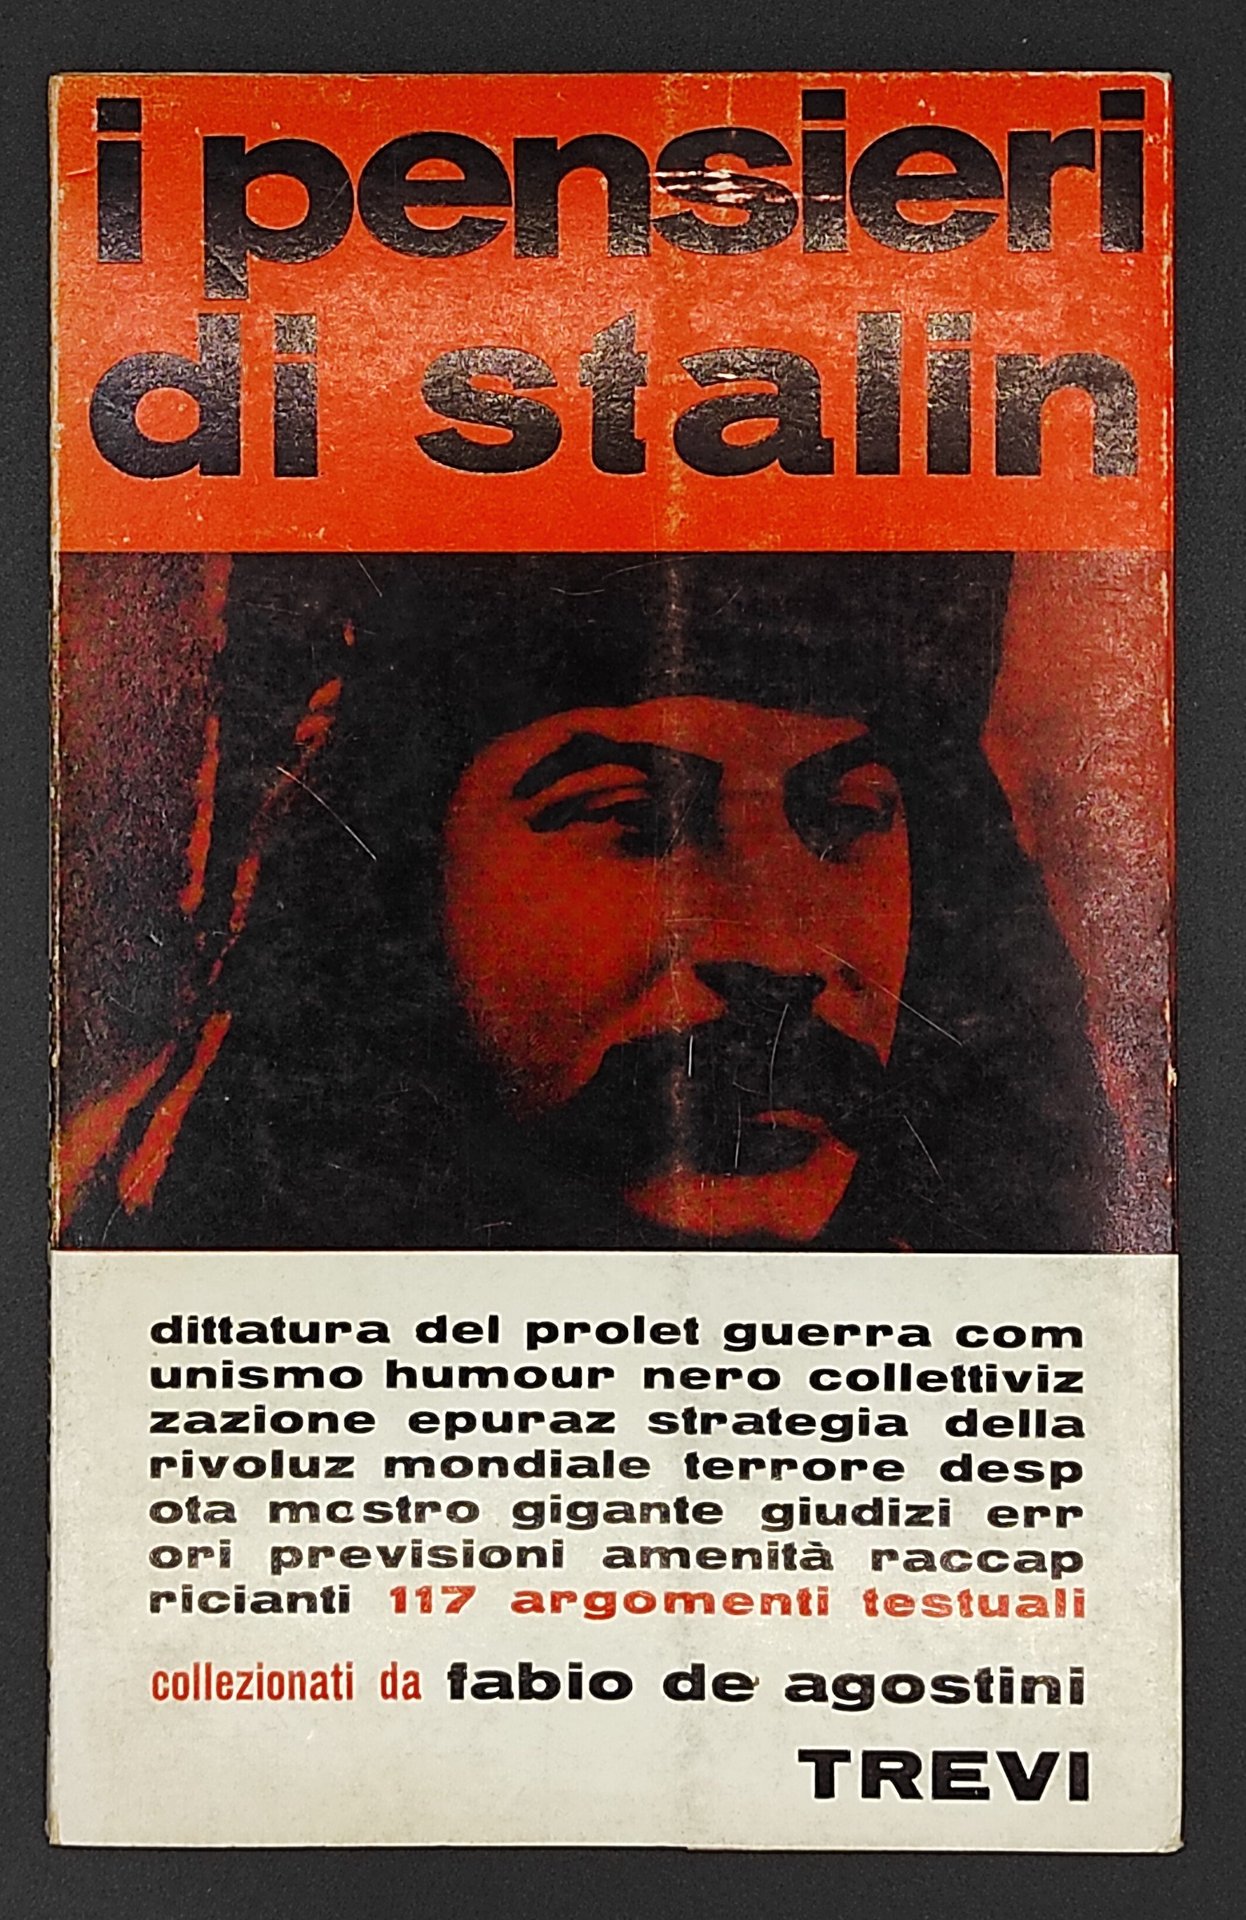 i pensieri
di stalin
dittatura del prolet guerra com
unismo humour nero collettiviz
zazione epuraz strategia della
rivoluz mondiale terrore desp
ota mostro gigante giudizi err
ori previsioni amenità raccap
ricianti 117 argomenti testuali
collezionati da fabio de agostini
TREVI